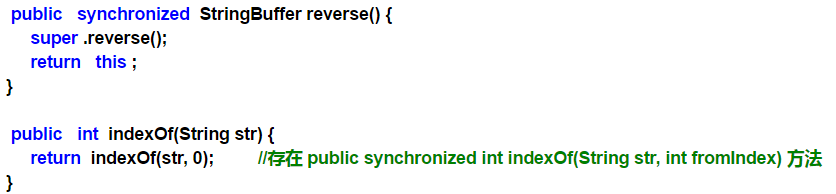 public synchronized StringBuffer reverse() {
super .reverse();
return this ;
}
public int indexOf(String str) {
return indexOf(str, 0); //存在 public synchronized int indexOf(String str, int fromIndex) 方法
}